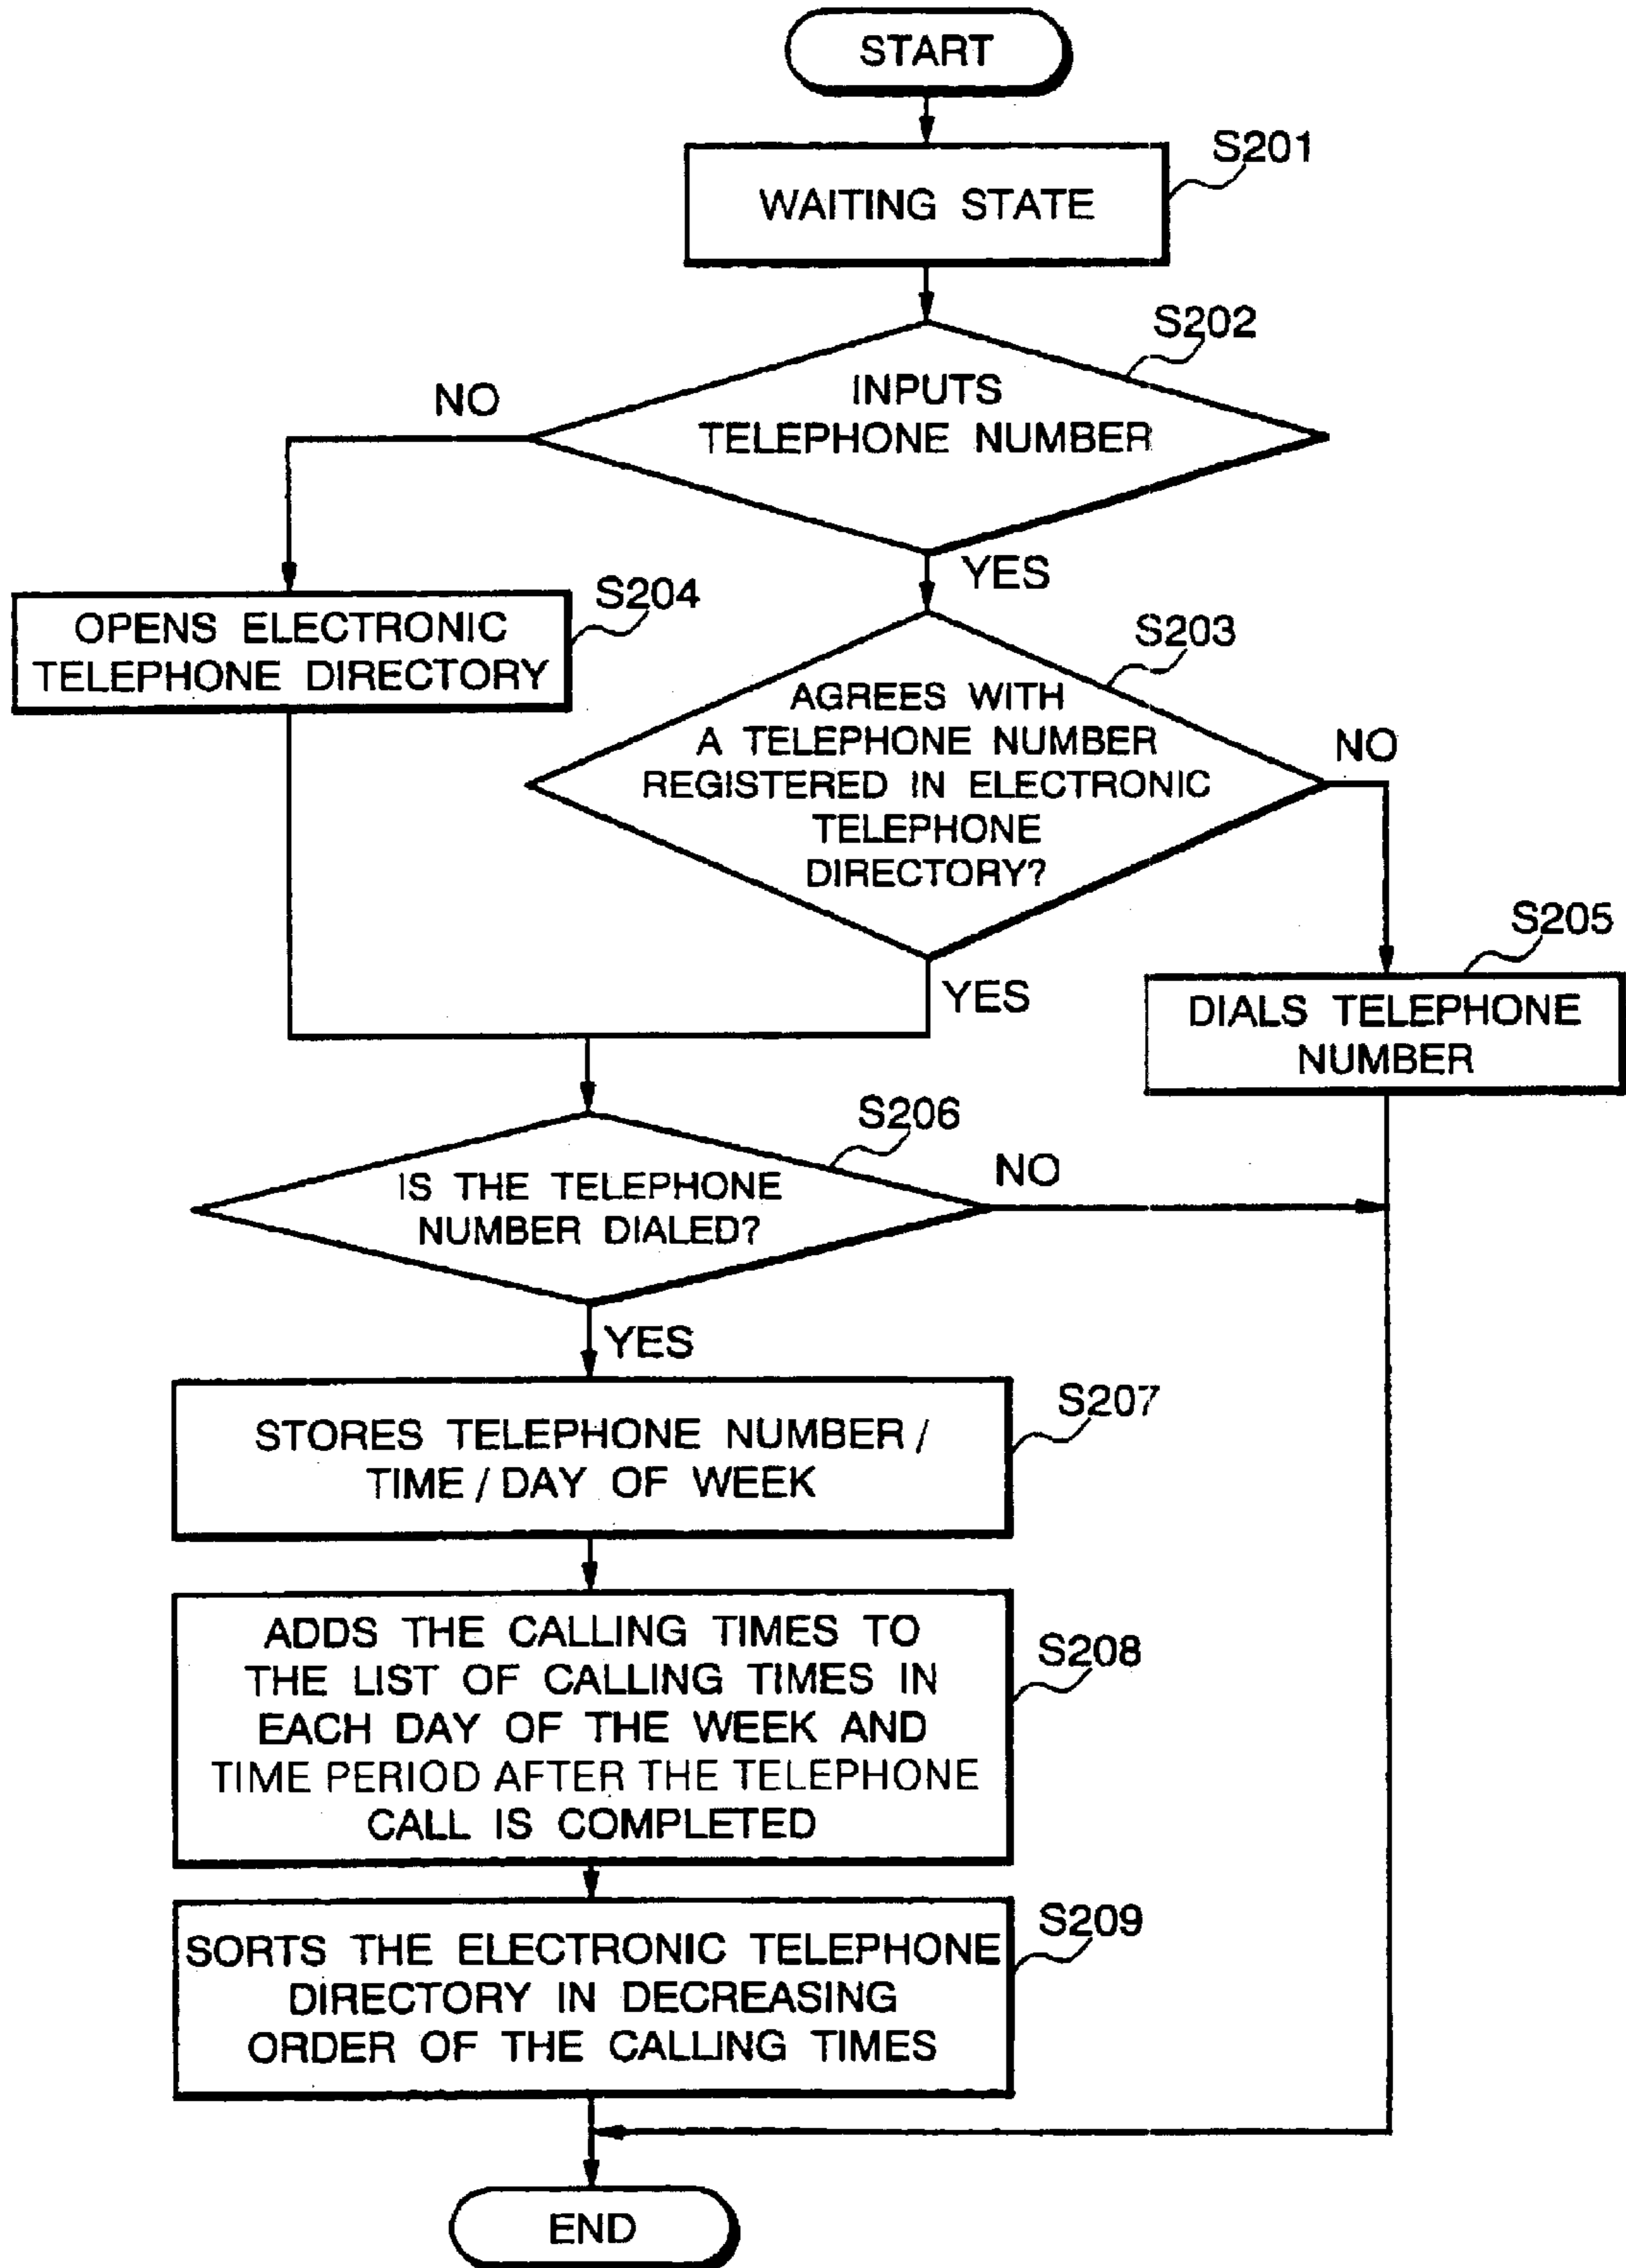 START
S201
WAITING STATE
S202
INPUTS
TELEPHONE NUMBER
NO
YES
S204
OPENS ELECTRONIC
TELEPHONE DIRECTORY
S203
AGREES WITH
A TELEPHONE NUMBER
REGISTERED IN ELECTRONIC
TELEPHONE
DIRECTORY?
NO
YES
S205
DIALS TELEPHONE
NUMBER
S206
IS THE TELEPHONE
NUMBER DIALED?
NO
YES
S207
STORES TELEPHONE NUMBER /
TIME / DAY OF WEEK
S208
ADDS THE CALLING TIMES TO
THE LIST OF CALLING TIMES IN
EACH DAY OF THE WEEK AND
TIME PERIOD AFTER THE TELEPHONE
CALL IS COMPLETED
S209
SORTS THE ELECTRONIC TELEPHONE
DIRECTORY IN DECREASING
ORDER OF THE CALLING TIMES
END